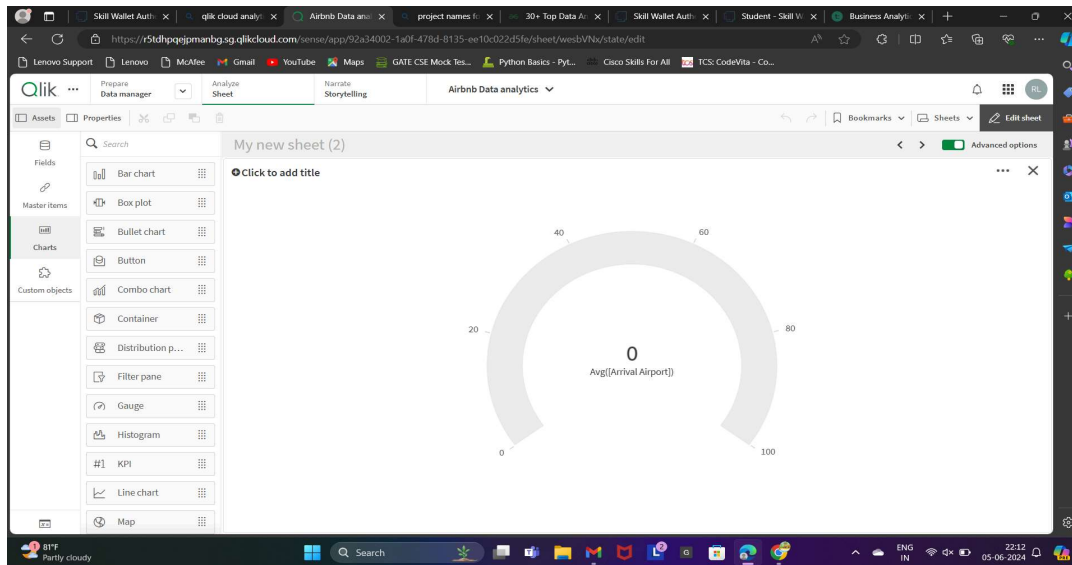 Skill Wallet Auth
qlik cloud analyt
Airbnb Data anal
project names fo
30+ Top Data An
Skill Wallet Auth
Student - Skill W
Business Analytic
https://r5tdhpqejpmanbg.sg.qlikcloud.com/sense/app/92a34002-1a0f-478d-8135-ee10c022d5fe/sheet/wesbVNx/state/edit
Lenovo Support
Lenovo
McAfee
Gmail
YouTube
Maps
GATE CSE Mock Tes...
Python Basics - Pyt...
Cisco Skills For All
TCS: CodeVita - Co...
Qlik
Prepare
Data manager
Analyze
Sheet
Narrate
Storytelling
Airbnb Data analytics
RL
Assets
Properties
Bookmarks
Sheets
Edit sheet
Fields
Master items
Charts
Custom objects
Search
My new sheet (2)
Advanced options
Bar chart
Box plot
Bullet chart
Button
Combo chart
Container
Distribution p...
Filter pane
Gauge
Histogram
#1 KPI
Line chart
Map
Click to add title
40
60
20
80
0
Avg([Arrival Airport])
0
100
81°F
Partly cloudy
Search
ENG
IN
22:12
05-06-2024